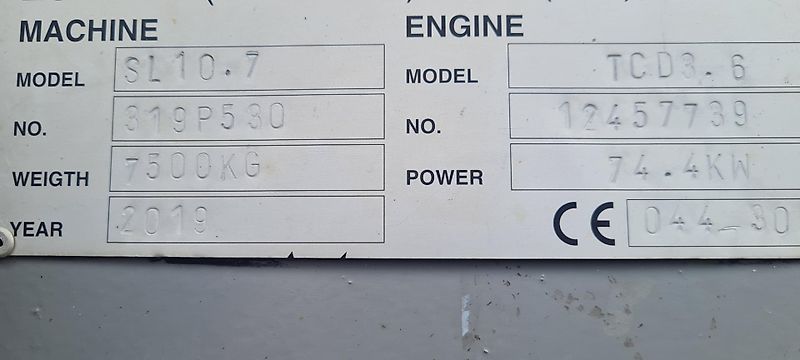 MACHINE
MODEL SL10.7
NO. 319P530
WEIGTH 7500KG
YEAR 2019
ENGINE
MODEL TCD3.6
NO. 12457739
POWER 74.4KW
CE 044_30